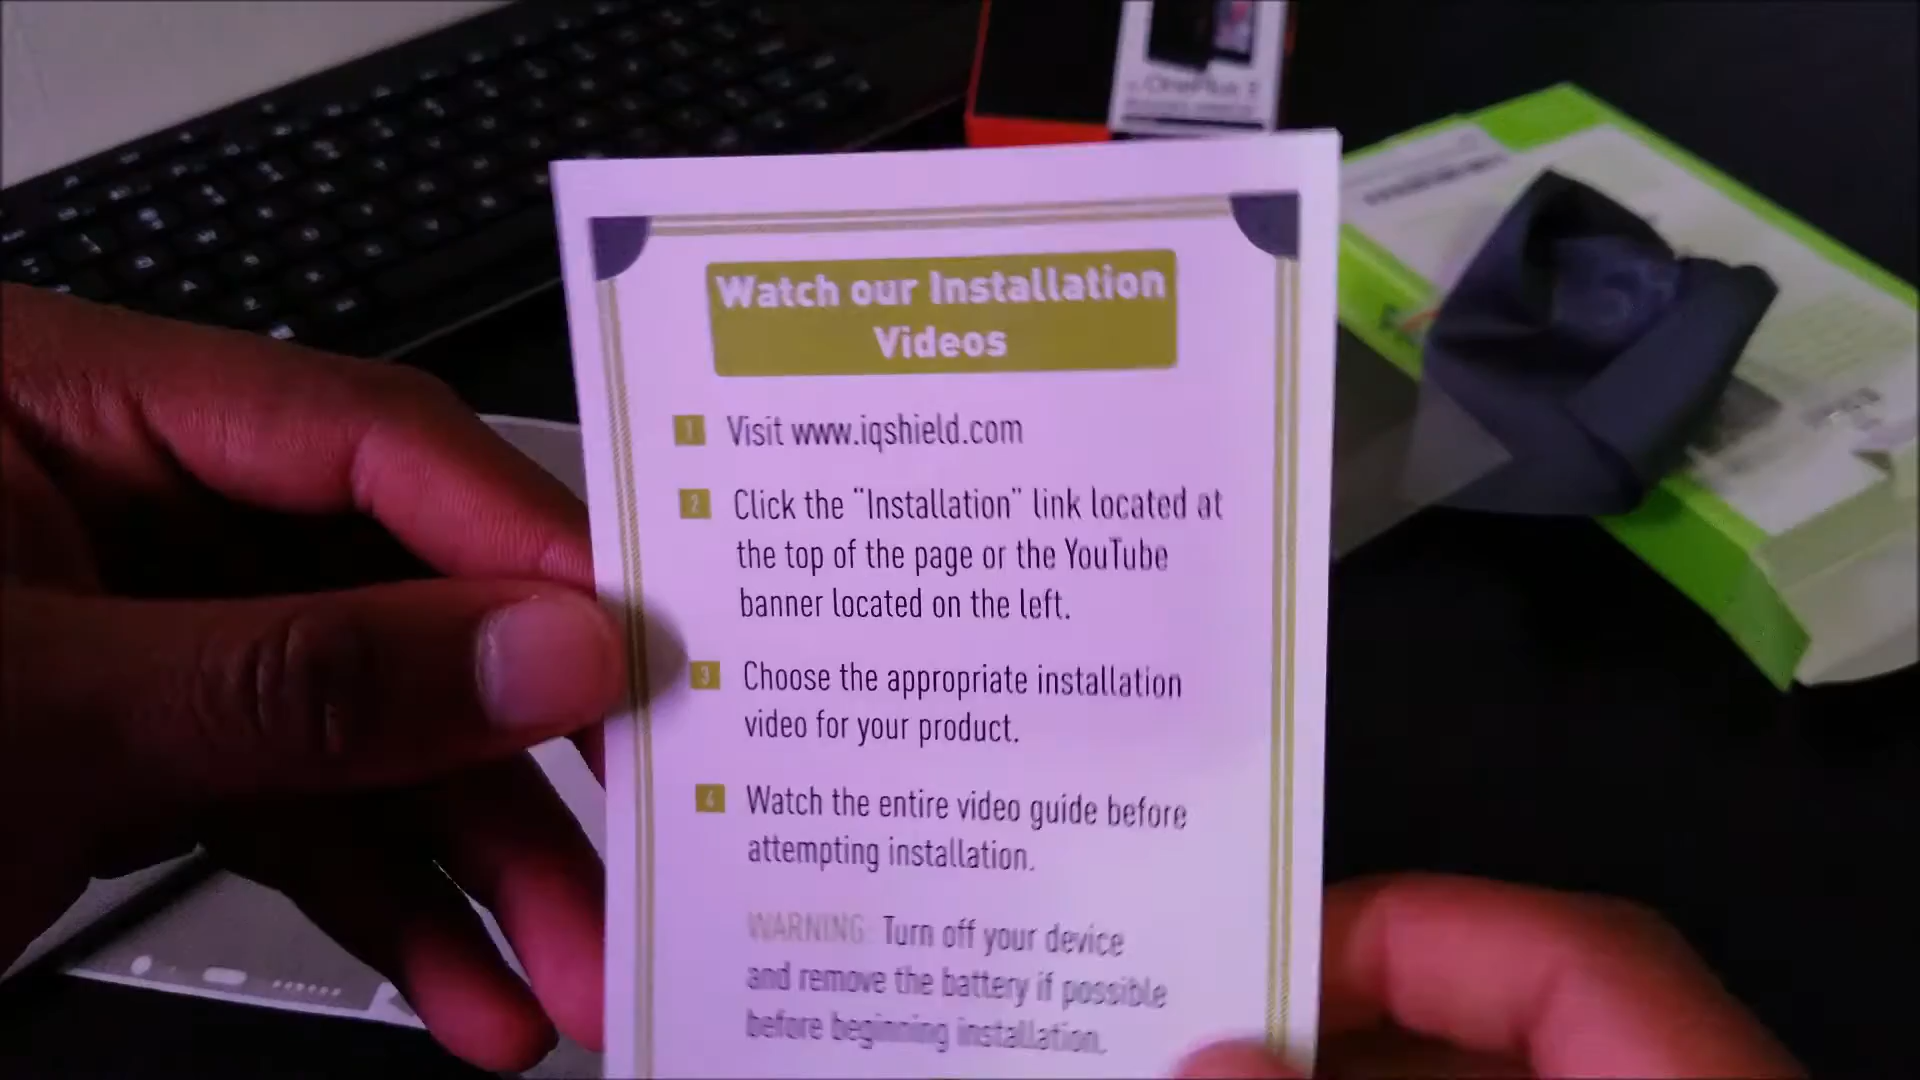 OnePlus
Watch our Installation
Videos
1 Visit www.iqshield.com
2 Click the "Installation" link located at
the top of the page or the YouTube
banner located on the left.
3 Choose the appropriate installation
video for your product.
4 Watch the entire video guide before
attempting installation.
WARNING: Turn off your device
and remove the battery if possible
before beginning installation.